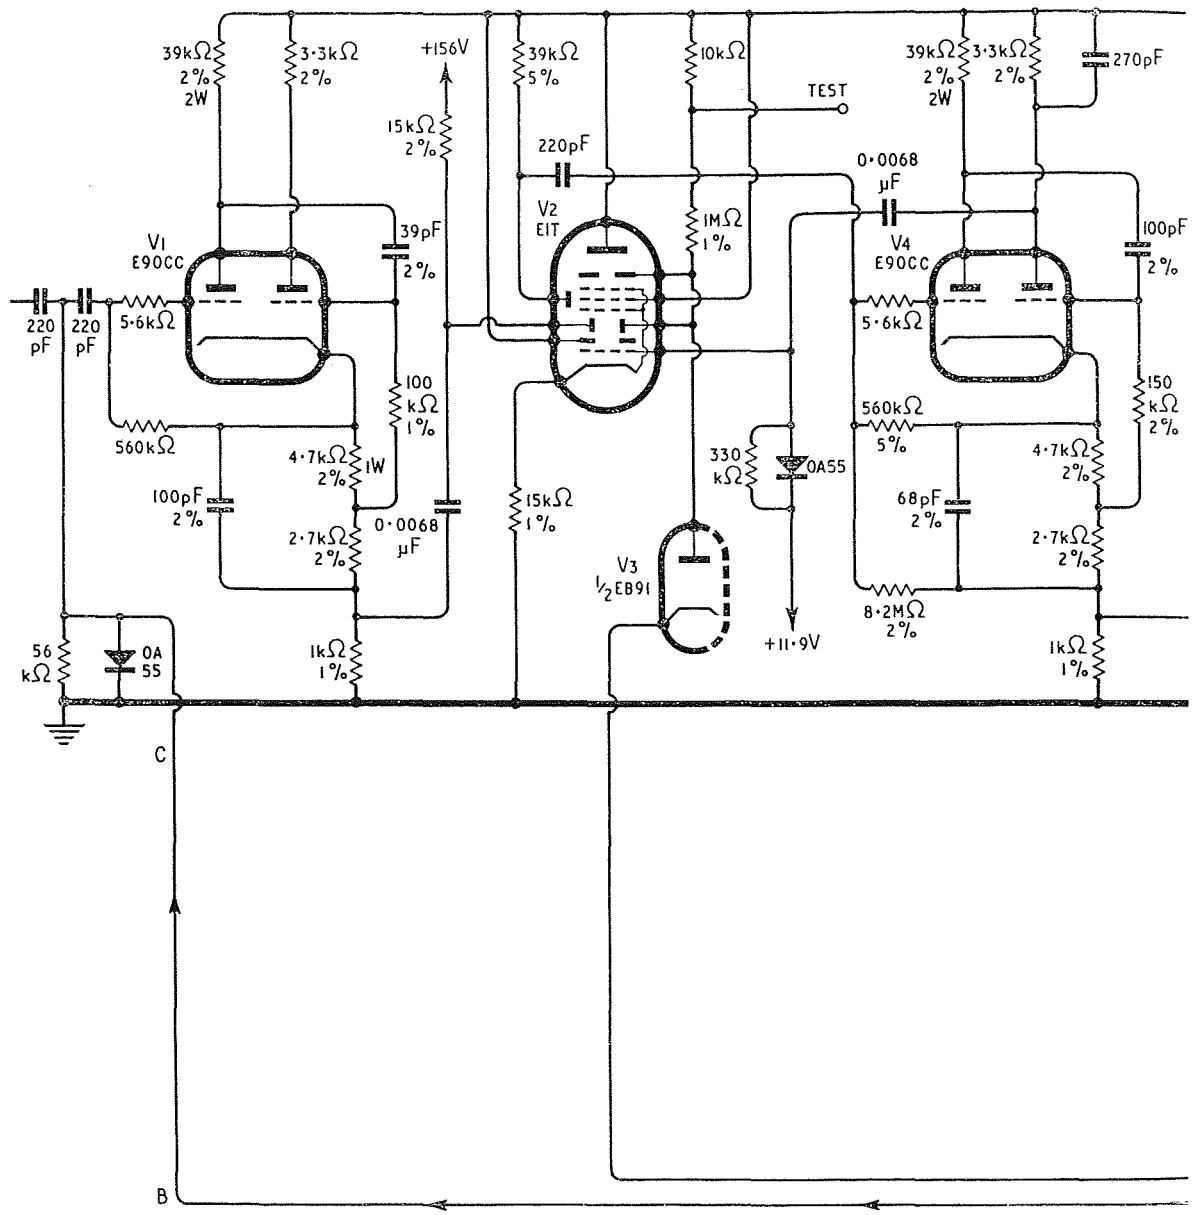 39kΩ
2%
2W
3·3kΩ
2%
+156V
15kΩ
2%
39kΩ
5%
10kΩ
TEST
220pF
0·0068
µF
39kΩ
2%
2W
3·3kΩ
2%
270pF
V1
E90CC
39pF
2%
V2
E1T
1MΩ
1%
V4
E90CC
100pF
2%
220
pF
220
pF
5·6kΩ
5·6kΩ
560kΩ
100
kΩ
1%
4·7kΩ
2%
1W
100pF
2%
2·7kΩ
2%
0·0068
µF
15kΩ
1%
330
kΩ
OA55
560kΩ
5%
150
kΩ
2%
4·7kΩ
2%
68pF
2%
2·7kΩ
2%
V3
½EB91
8·2MΩ
2%
+11·9V
56
kΩ
OA
55
1kΩ
1%
1kΩ
1%
C
B